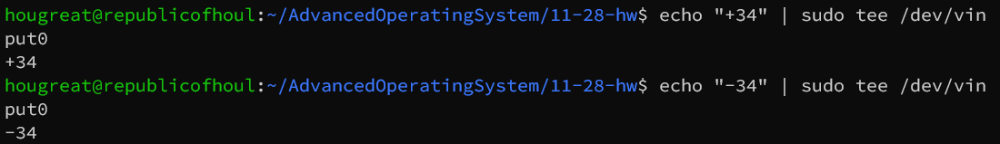 hougreat@republicofhoul:~/AdvancedOperatingSystem/11-28-hw$ echo "+34" | sudo tee /dev/vin
put0
+34
hougreat@republicofhoul:~/AdvancedOperatingSystem/11-28-hw$ echo "-34" | sudo tee /dev/vin
put0
-34